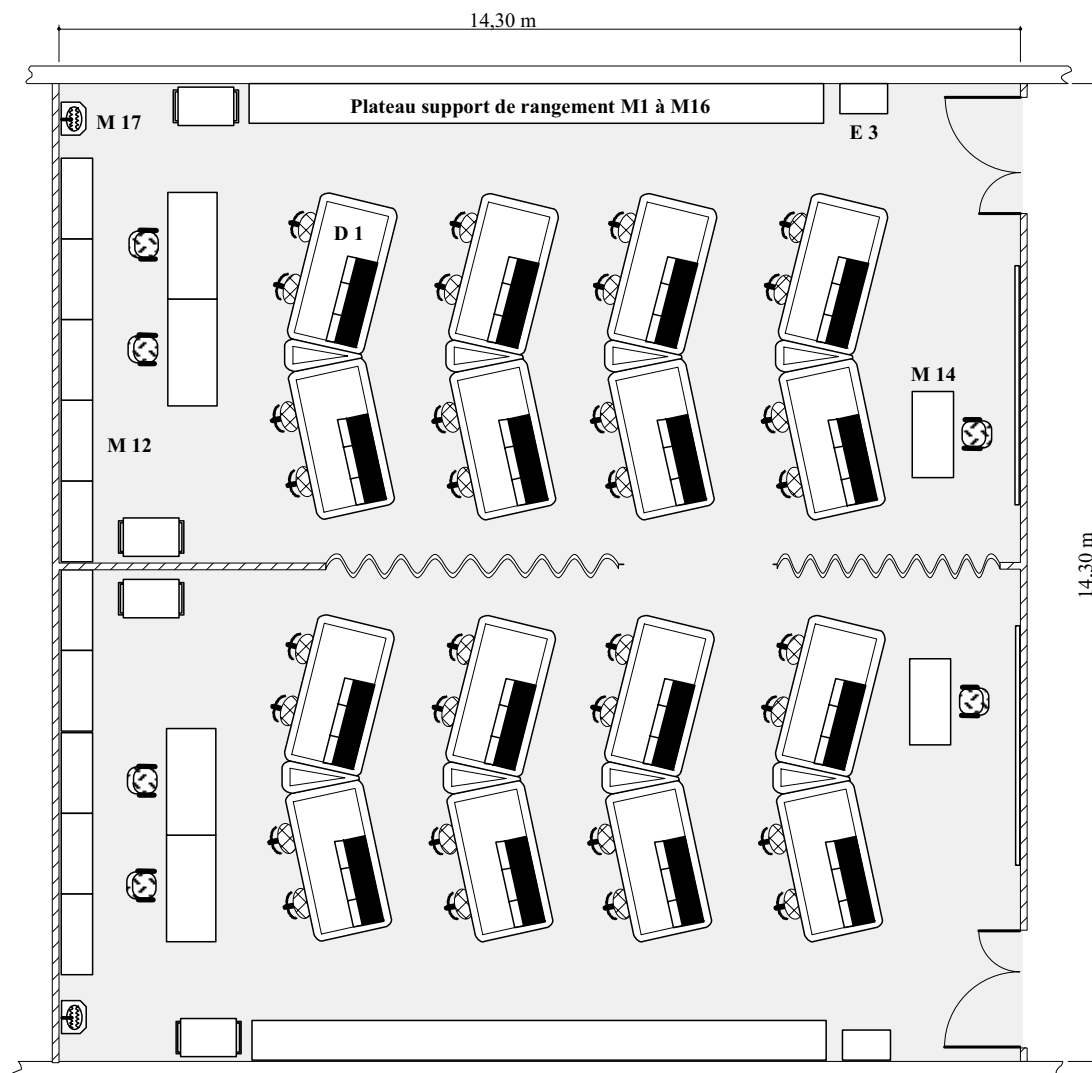 14,30 m
Plateau support de rangement M1 à M16
M 17
E 3
D 1
M 14
M 12
14,30 m